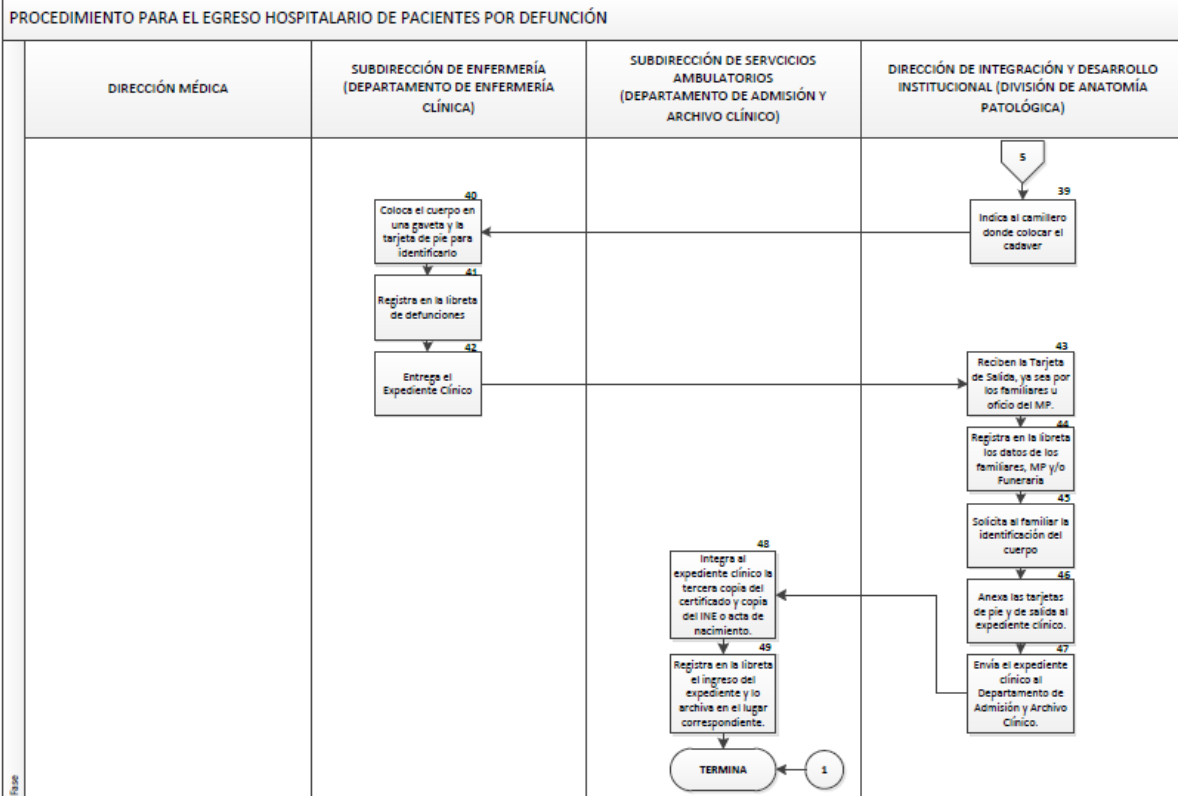 PROCEDIMIENTO PARA EL EGRESO HOSPITALARIO DE PACIENTES POR DEFUNCIÓN
DIRECCIÓN MÉDICA
SUBDIRECCIÓN DE ENFERMERÍA
(DEPARTAMENTO DE ENFERMERÍA
CLÍNICA)
SUBDIRECCIÓN DE SERVCICIOS
AMBULATORIOS
(DEPARTAMENTO DE ADMISIÓN Y
ARCHIVO CLÍNICO)
DIRECCIÓN DE INTEGRACIÓN Y DESARROLLO
INSTITUCIONAL (DIVISIÓN DE ANATOMÍA
PATOLÓGICA)
5
39
Indica al camillero
donde colocar el
cadaver
40
Coloca el cuerpo en
una gaveta y la
tarjeta de pie para
identificarlo
41
Registra en la libreta
de defunciones
42
Entrega el
Expediente Clínico
43
Reciben la Tarjeta
de Salida, ya sea por
los familiares u
oficio del MP.
44
Registra en la libreta
los datos de los
familiares, MP y/o
Funeraria
45
Solicita al familiar la
identificación del
cuerpo
46
Anexa las tarjetas
de pie y de salida al
expediente clínico.
47
Envía el expediente
clínico al
Departamento de
Admisión y Archivo
Clínico.
48
Integra al
expediente clínico la
tercera copia del
certificado y copia
del INE o acta de
nacimiento.
49
Registra en la libreta
el ingreso del
expediente y lo
archiva en el lugar
correspondiente.
TERMINA
1
Fase